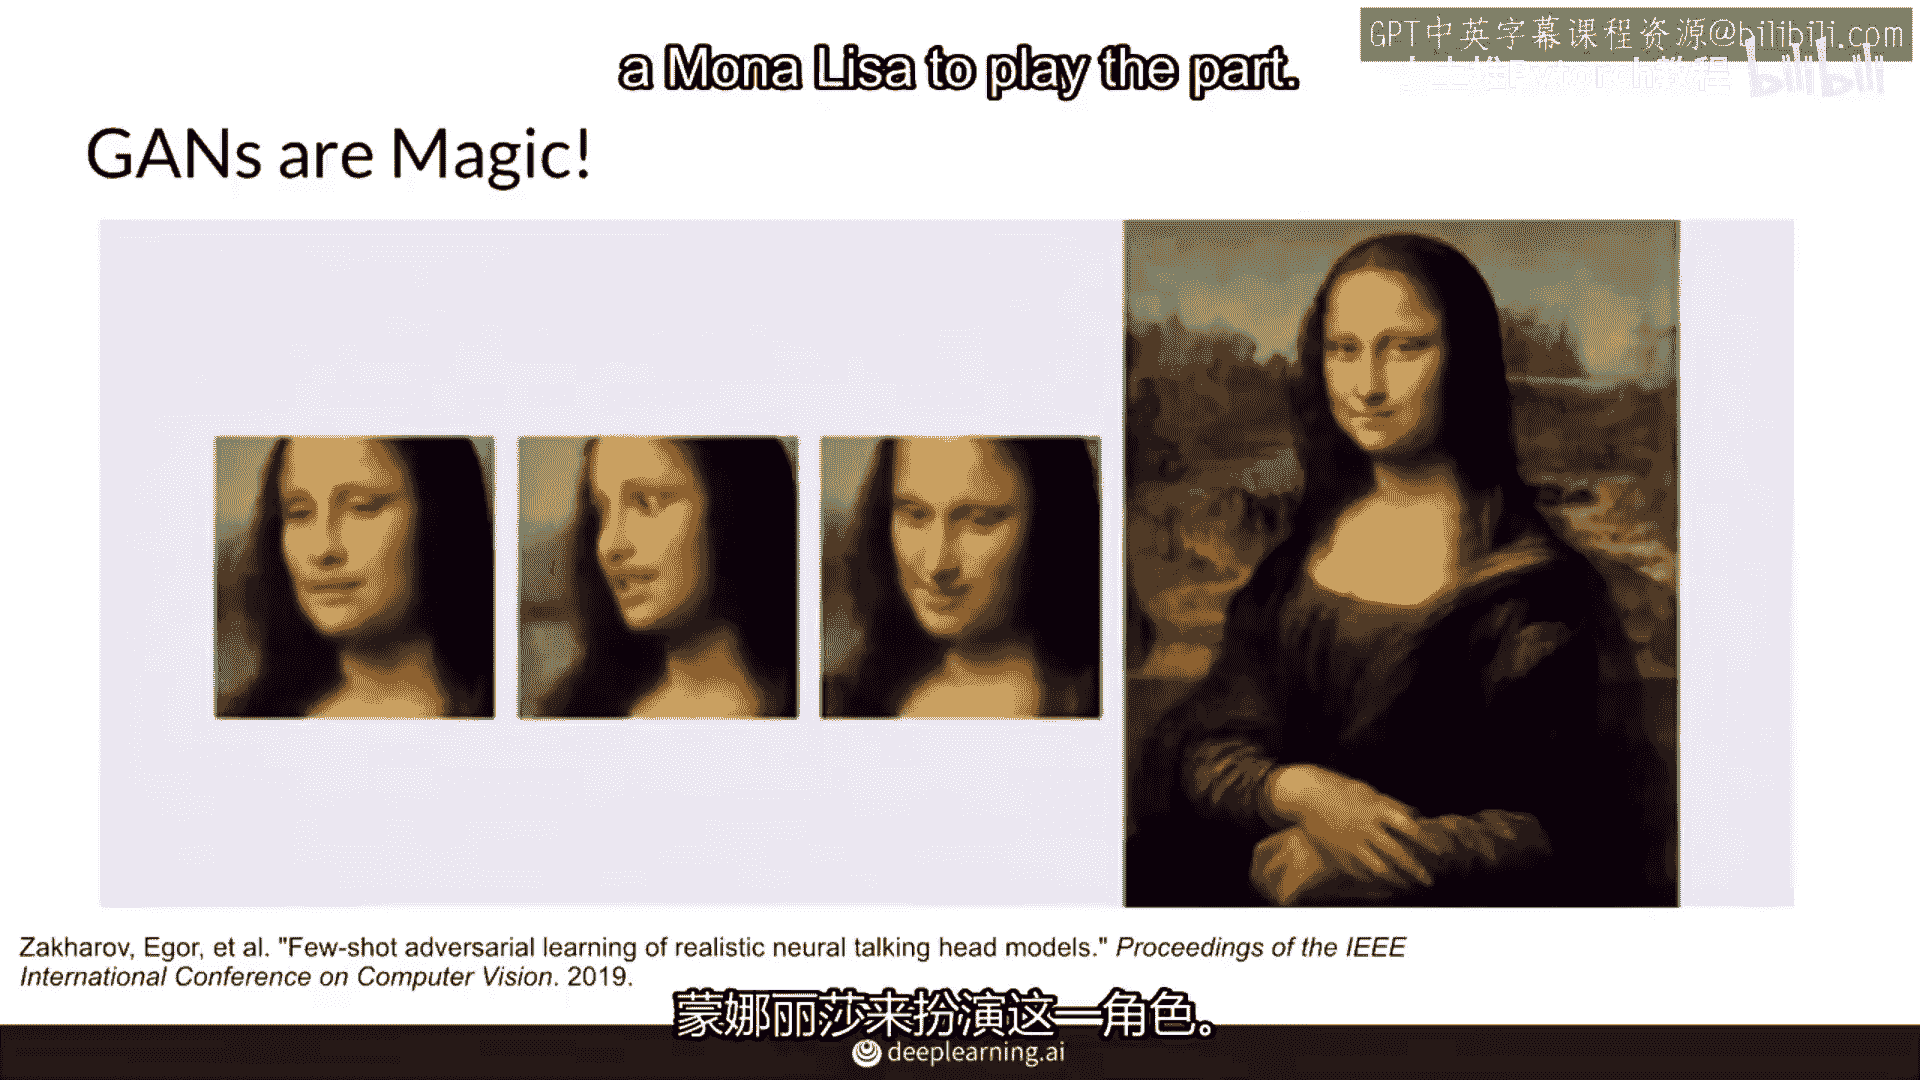 GPT中英字幕课程资源@bilibili.com
a Mona Lisa to play the part.
bilibili
GANs are Magic!
Zakharov, Egor, et al. "Few-shot adversarial learning of realistic neural talking head models." Proceedings of the IEEE
International Conference on Computer Vision. 2019.
蒙娜丽莎来扮演这一角色。
deeplearning.ai